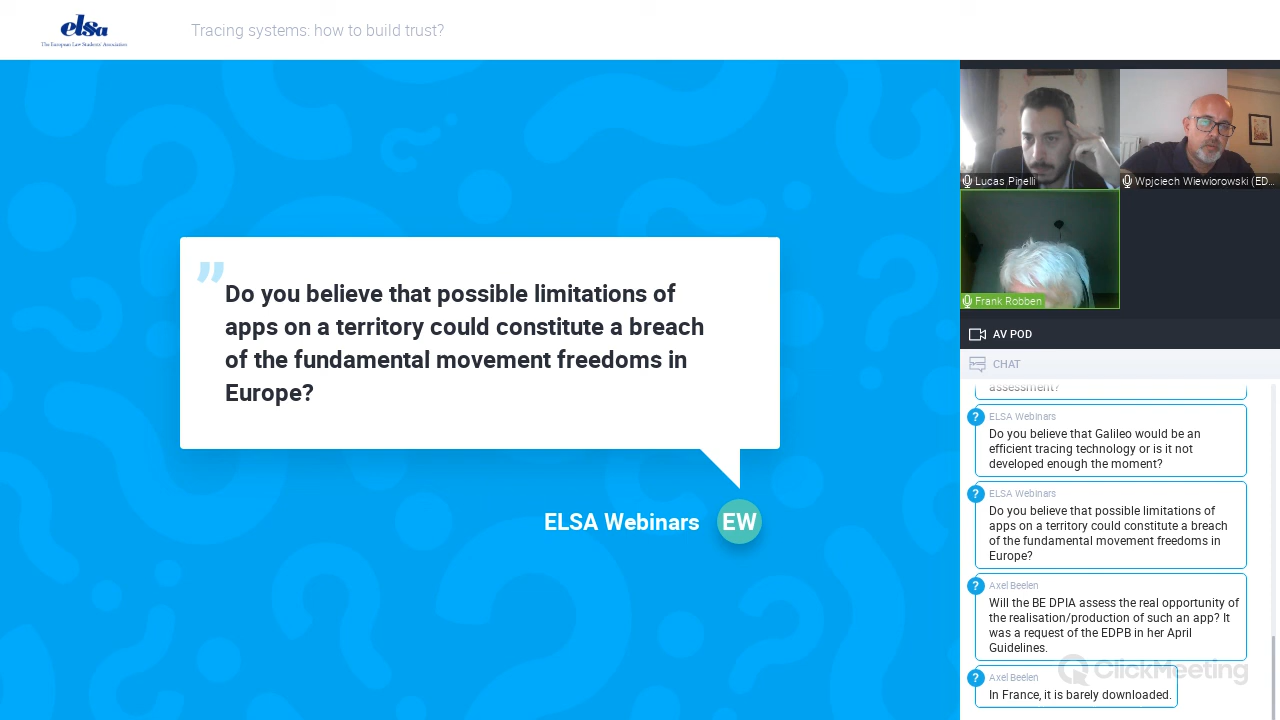 elsa
The European Law Students' Association
Tracing systems: how to build trust?
Do you believe that possible limitations of
apps on a territory could constitute a breach
of the fundamental movement freedoms in
Europe?
ELSA Webinars
EW
Lucas Pinelli
Wpjciech Wiewiorowski (ED...
Frank Robben
AV POD
CHAT
assessment?
ELSA Webinars
Do you believe that Galileo would be an
efficient tracing technology or is it not
developed enough the moment?
ELSA Webinars
Do you believe that possible limitations of
apps on a territory could constitute a breach
of the fundamental movement freedoms in
Europe?
Axel Beelen
Will the BE DPIA assess the real opportunity of
the realisation/production of such an app? It
was a request of the EDPB in her April
Guidelines.
ClickMeeting
Axel Beelen
In France, it is barely downloaded.